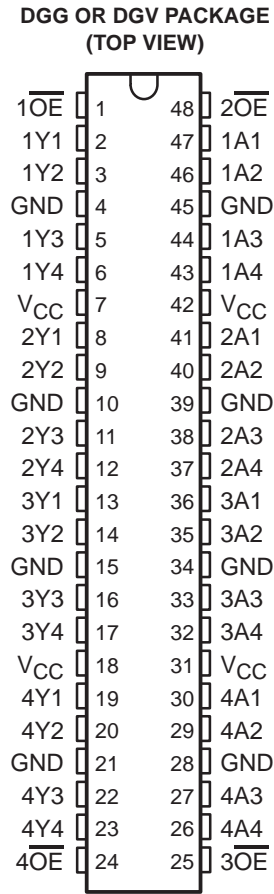 DGG OR DGV PACKAGE
(TOP VIEW)
1O̅E̅ 1 48 2O̅E̅
1Y1 2 47 1A1
1Y2 3 46 1A2
GND 4 45 GND
1Y3 5 44 1A3
1Y4 6 43 1A4
VCC 7 42 VCC
2Y1 8 41 2A1
2Y2 9 40 2A2
GND 10 39 GND
2Y3 11 38 2A3
2Y4 12 37 2A4
3Y1 13 36 3A1
3Y2 14 35 3A2
GND 15 34 GND
3Y3 16 33 3A3
3Y4 17 32 3A4
VCC 18 31 VCC
4Y1 19 30 4A1
4Y2 20 29 4A2
GND 21 28 GND
4Y3 22 27 4A3
4Y4 23 26 4A4
4O̅E̅ 24 25 3O̅E̅